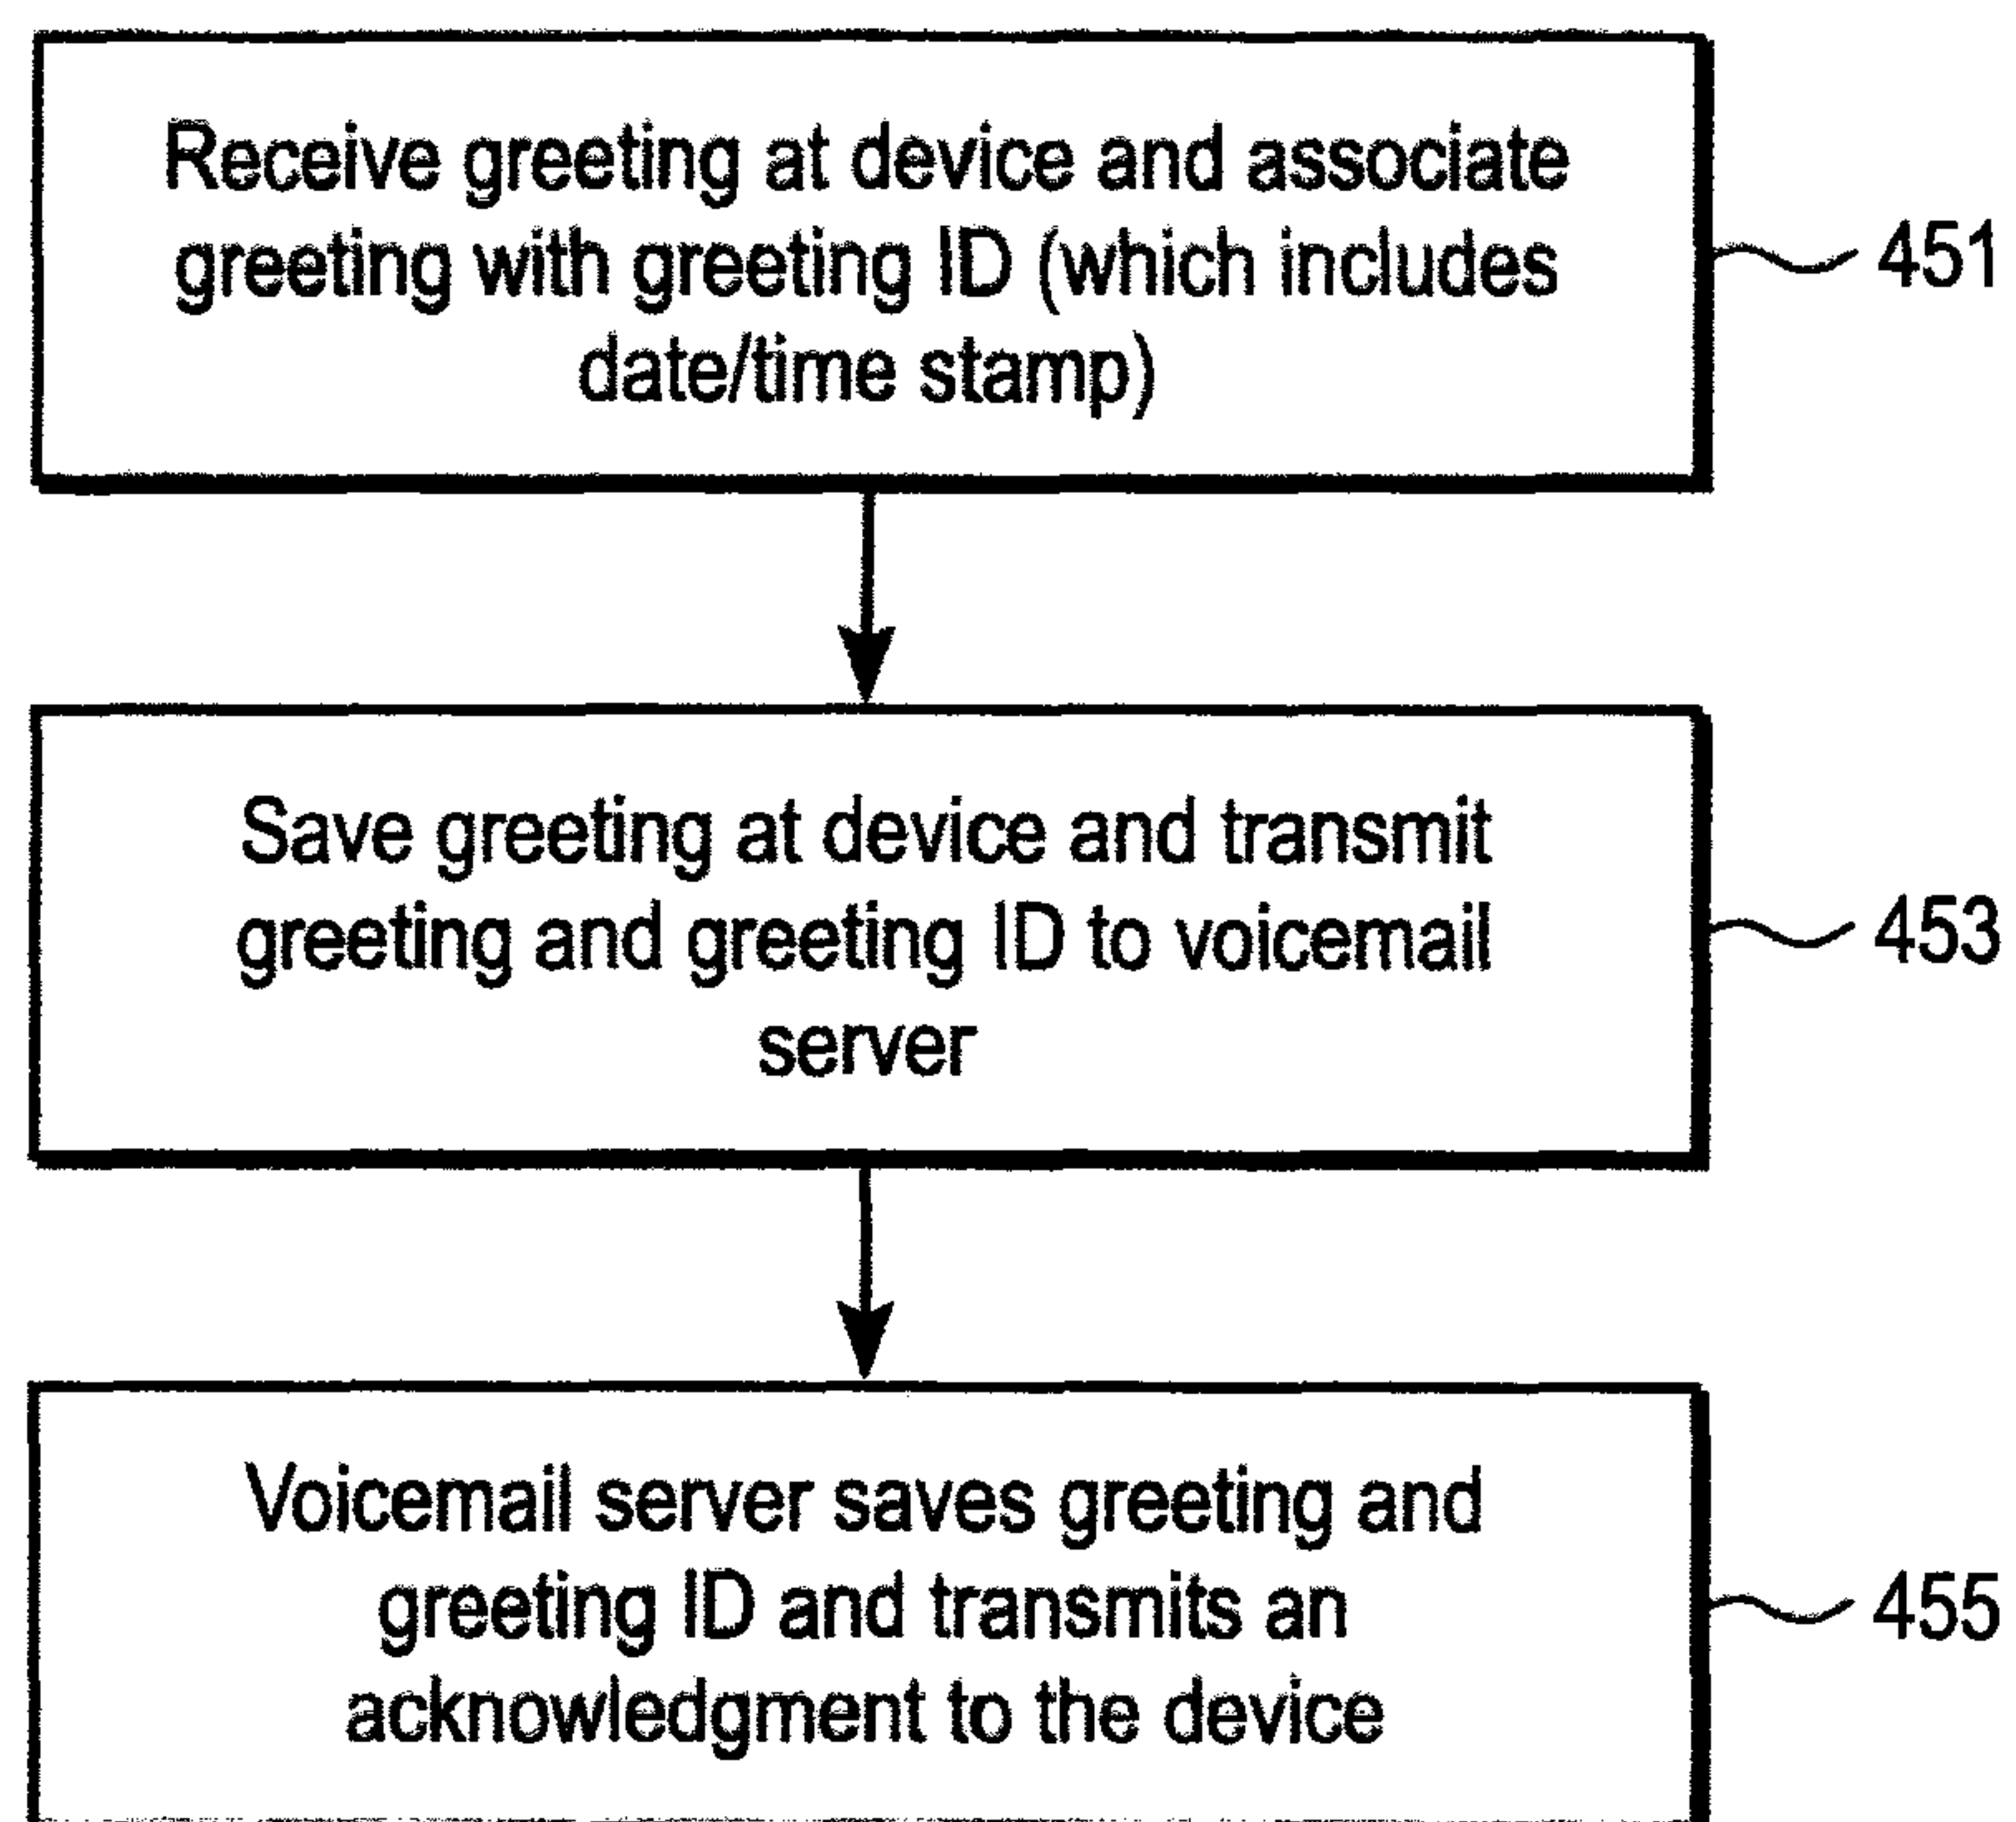 Receive greeting at device and associate
greeting with greeting ID (which includes
date/time stamp)
451
Save greeting at device and transmit
greeting and greeting ID to voicemail
server
453
Voicemail server saves greeting and
greeting ID and transmits an
acknowledgment to the device
455